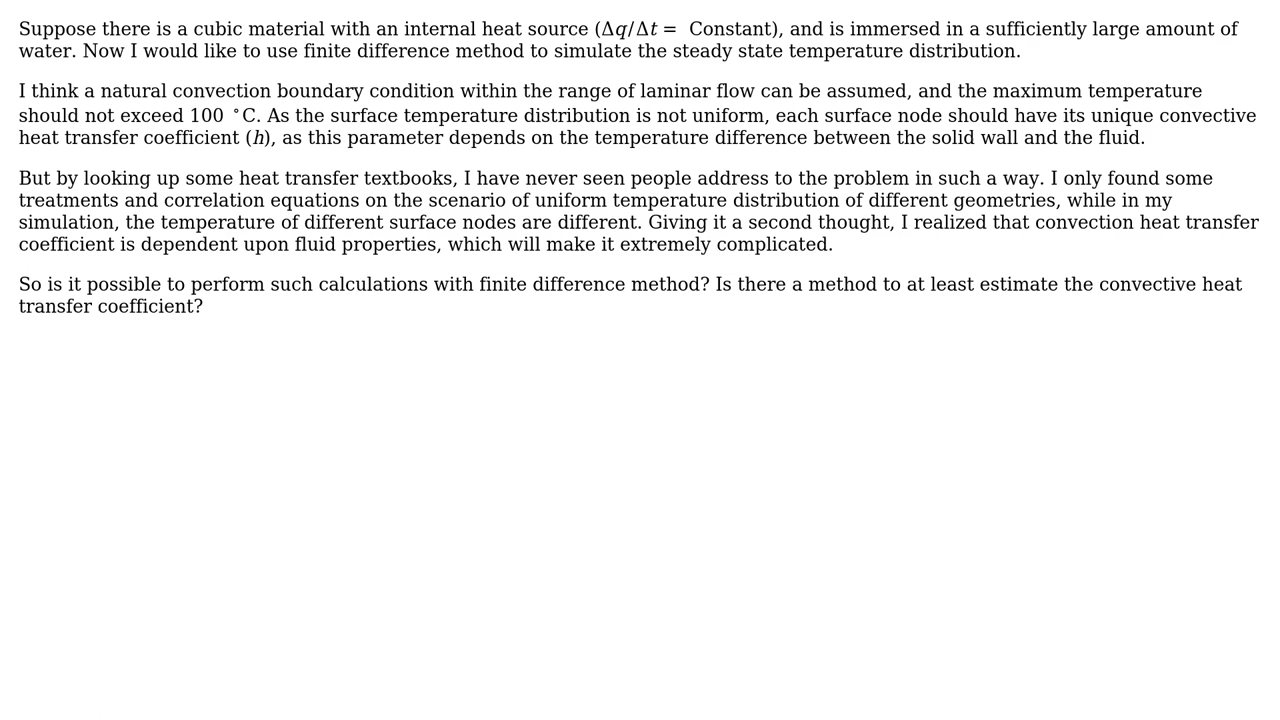 Suppose there is a cubic material with an internal heat source (Δq/Δt = Constant), and is immersed in a sufficiently large amount of
water. Now I would like to use finite difference method to simulate the steady state temperature distribution.
I think a natural convection boundary condition within the range of laminar flow can be assumed, and the maximum temperature
should not exceed 100 ∘C. As the surface temperature distribution is not uniform, each surface node should have its unique convective
heat transfer coefficient (h), as this parameter depends on the temperature difference between the solid wall and the fluid.
But by looking up some heat transfer textbooks, I have never seen people address to the problem in such a way. I only found some
treatments and correlation equations on the scenario of uniform temperature distribution of different geometries, while in my
simulation, the temperature of different surface nodes are different. Giving it a second thought, I realized that convection heat transfer
coefficient is dependent upon fluid properties, which will make it extremely complicated.
So is it possible to perform such calculations with finite difference method? Is there a method to at least estimate the convective heat
transfer coefficient?